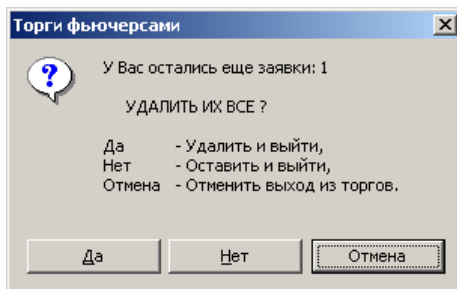 Торги фьючерсами
У Вас остались еще заявки: 1
УДАЛИТЬ ИХ ВСЕ ?
Да - Удалить и выйти,
Нет - Оставить и выйти,
Отмена - Отменить выход из торгов.
Да Нет Отмена